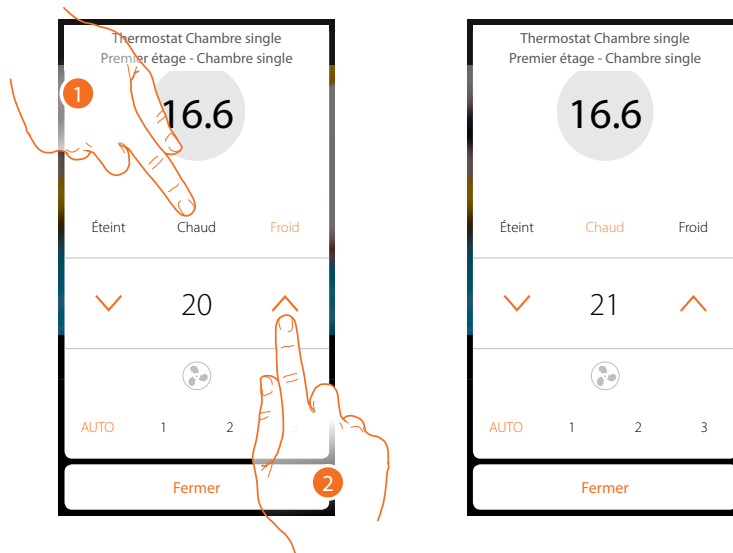 Thermostat Chambre single
Premier étage - Chambre single
1
16.6
Éteint Chaud Froid
20
AUTO 1 2
Fermer
2
Thermostat Chambre single
Premier étage - Chambre single
16.6
Éteint Chaud Froid
21
AUTO 1 2 3
Fermer